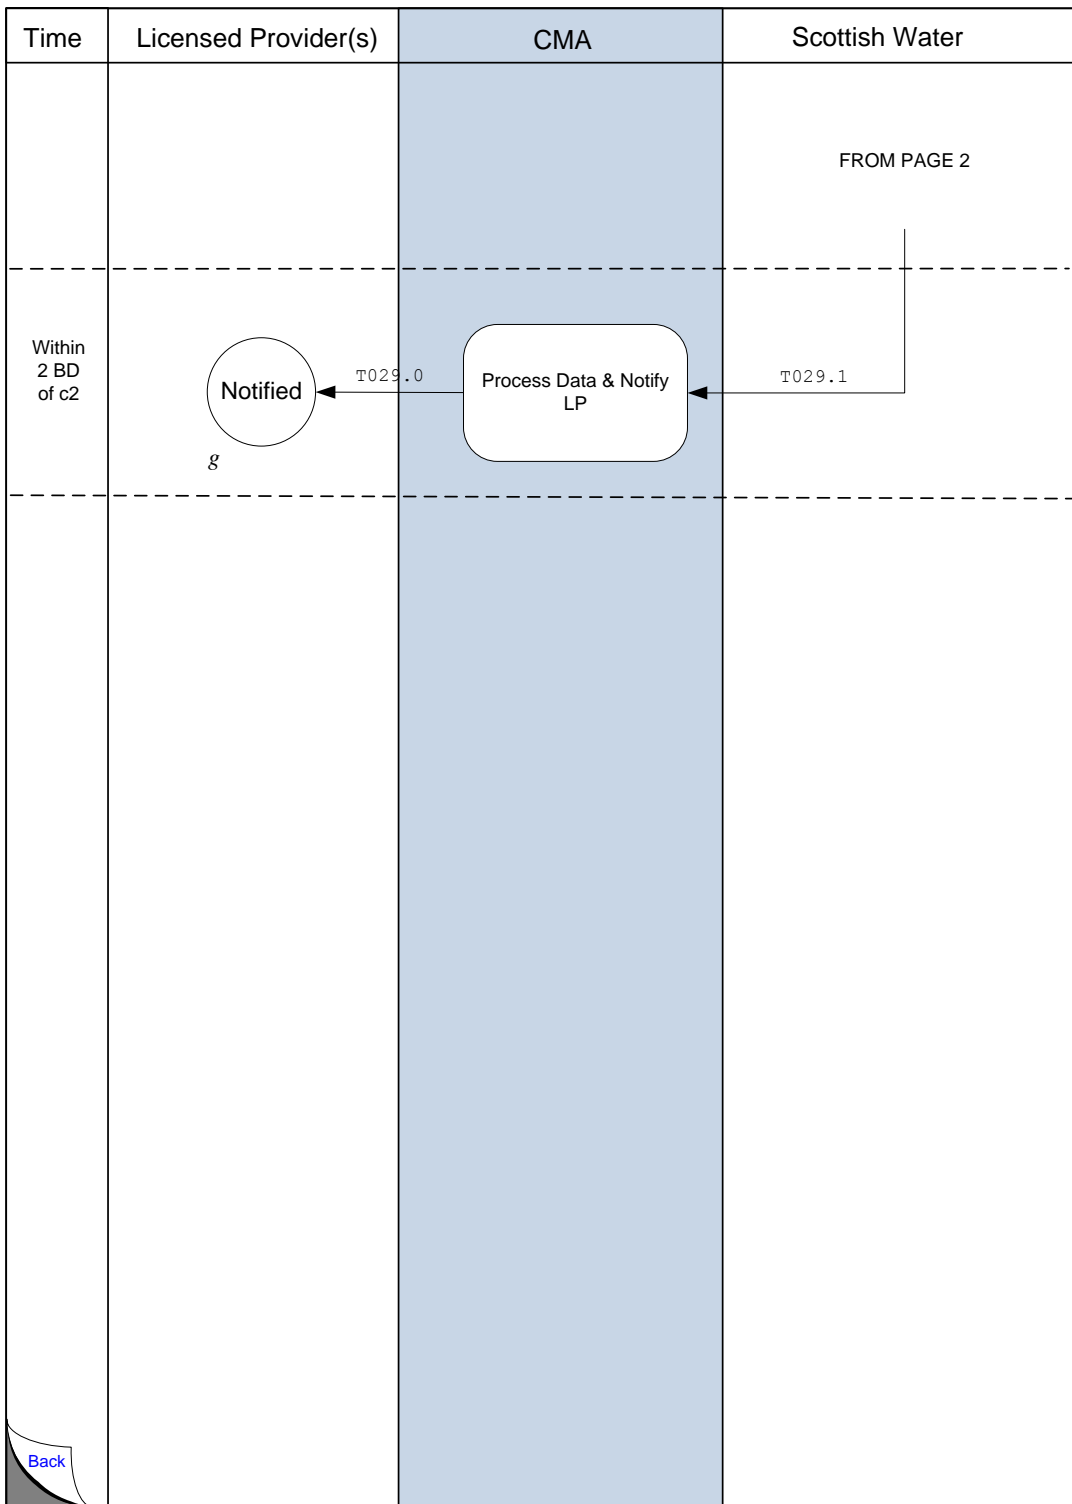 Time
Licensed Provider(s)
CMA
Scottish Water
FROM PAGE 2
Within
2 BD
of c2
Notified
T029.0
Process Data & Notify
LP
T029.1
g
Back